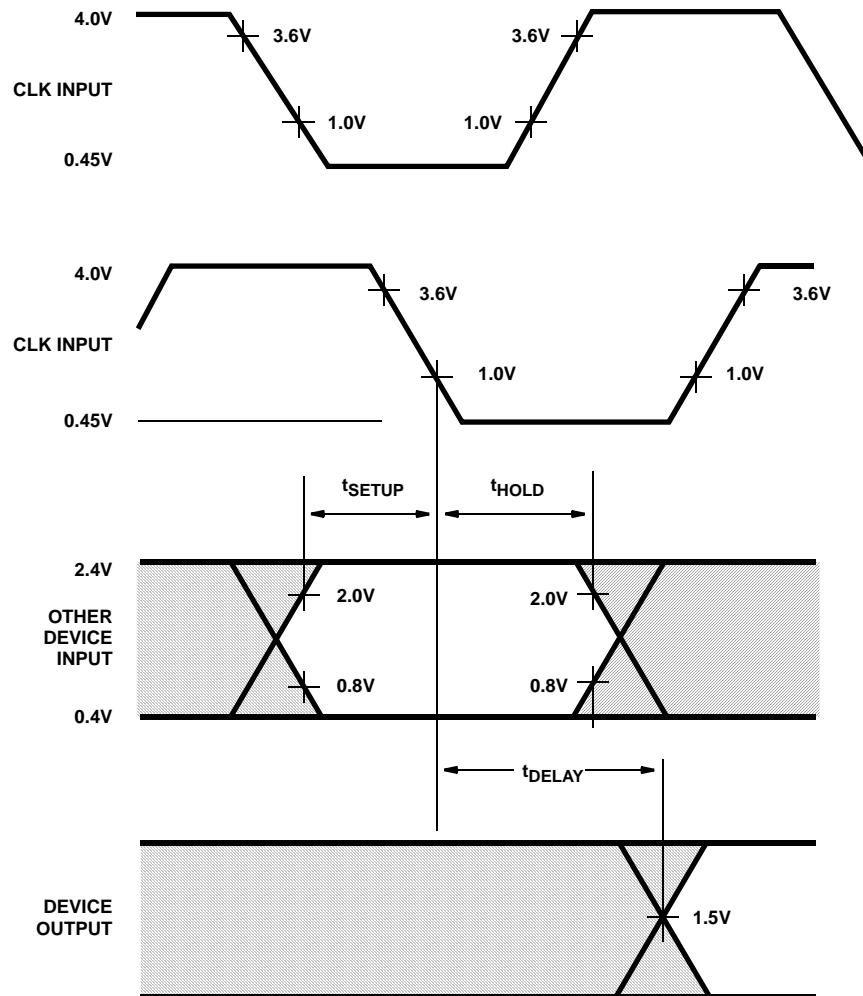 4.0V
3.6V
3.6V
CLK INPUT
1.0V
1.0V
0.45V
4.0V
3.6V
3.6V
CLK INPUT
1.0V
1.0V
0.45V
tSETUP
tHOLD
2.4V
2.0V
2.0V
OTHER
DEVICE
INPUT
0.8V
0.8V
0.4V
tDELAY
DEVICE
OUTPUT
1.5V